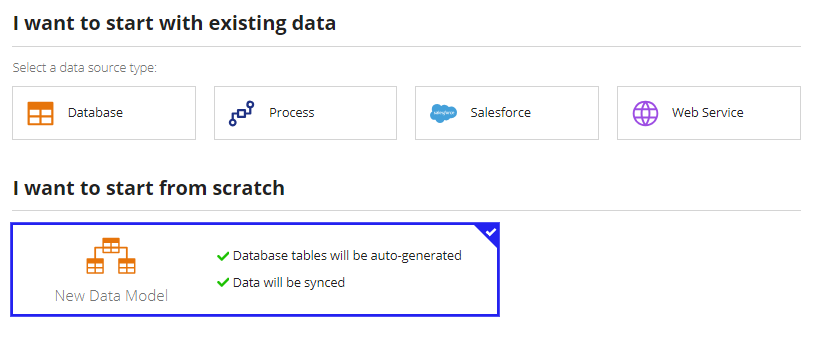 I want to start with existing data
Select a data source type:
Database
Process
salesforce
Salesforce
Web Service
I want to start from scratch
New Data Model
Database tables will be auto-generated
Data will be synced